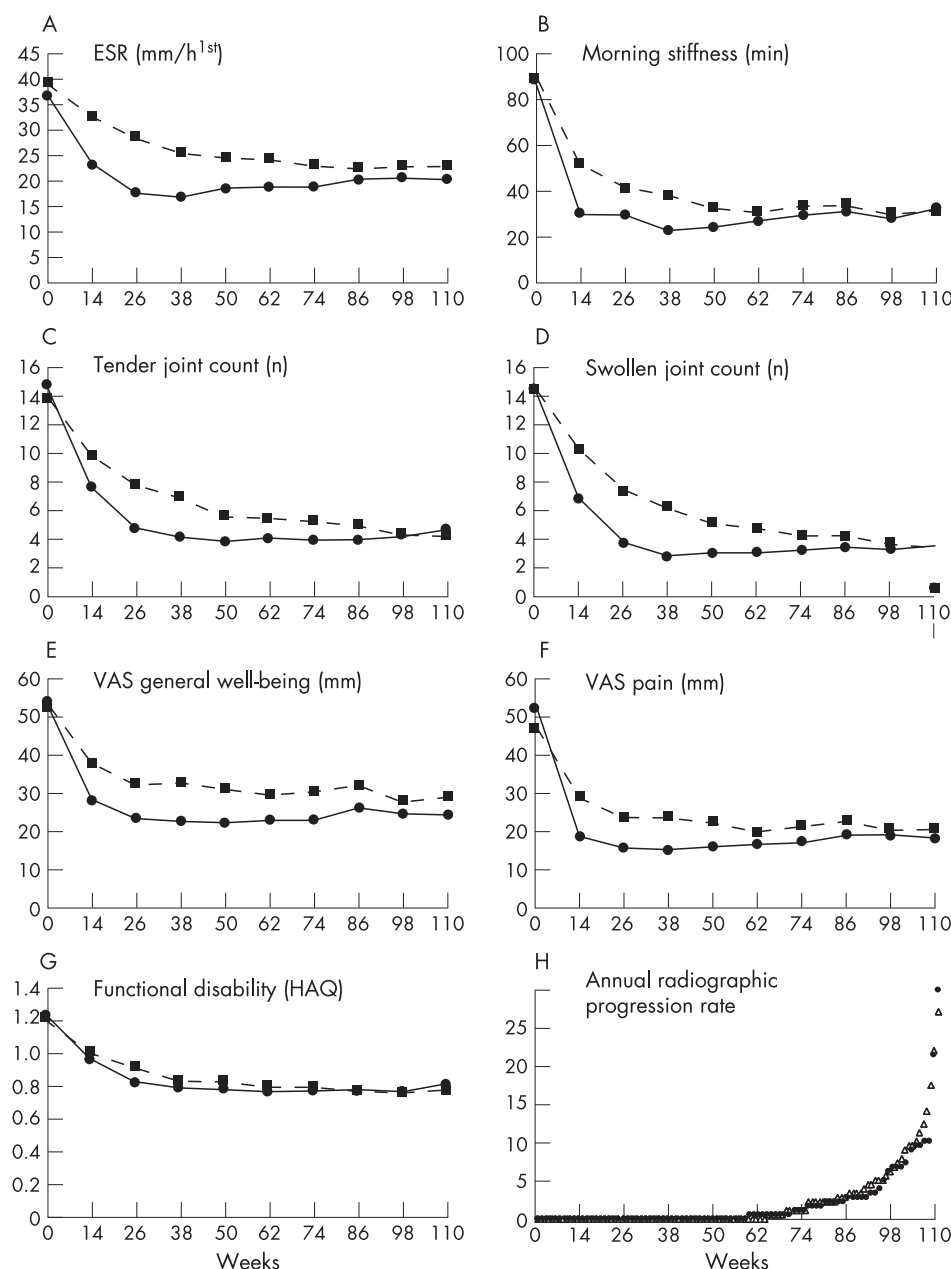 A
ESR (mm/h1st)
45
40
35
30
25
20
15
10
5
0
0 14 26 38 50 62 74 86 98 110
B
Morning stiffness (min)
100
80
60
40
20
0
0 14 26 38 50 62 74 86 98 110
C
Tender joint count (n)
16
14
12
10
8
6
4
2
0
0 14 26 38 50 62 74 86 98 110
D
Swollen joint count (n)
16
14
12
10
8
6
4
2
0
0 14 26 38 50 62 74 86 98 110
E
VAS general well-being (mm)
60
50
40
30
20
10
0
0 14 26 38 50 62 74 86 98 110
F
VAS pain (mm)
60
50
40
30
20
10
0
0 14 26 38 50 62 74 86 98 110
G
Functional disability (HAQ)
1.4
1.2
1.0
0.8
0.6
0.4
0.2
0
0 14 26 38 50 62 74 86 98 110
Weeks
H
Annual radiographic
progression rate
25
20
15
10
5
0
0 14 26 38 50 62 74 86 98 110
Weeks